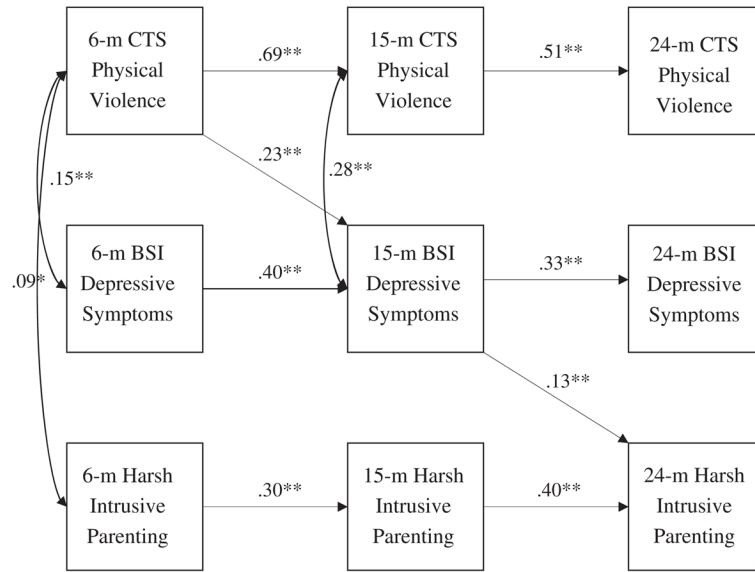 6-m CTS
Physical
Violence
.69**
15-m CTS
Physical
Violence
.51**
24-m CTS
Physical
Violence
.15**
.23**
.28**
.09*
6-m BSI
Depressive
Symptoms
.40**
15-m BSI
Depressive
Symptoms
.33**
24-m BSI
Depressive
Symptoms
.13**
6-m Harsh
Intrusive
Parenting
.30**
15-m Harsh
Intrusive
Parenting
.40**
24-m Harsh
Intrusive
Parenting